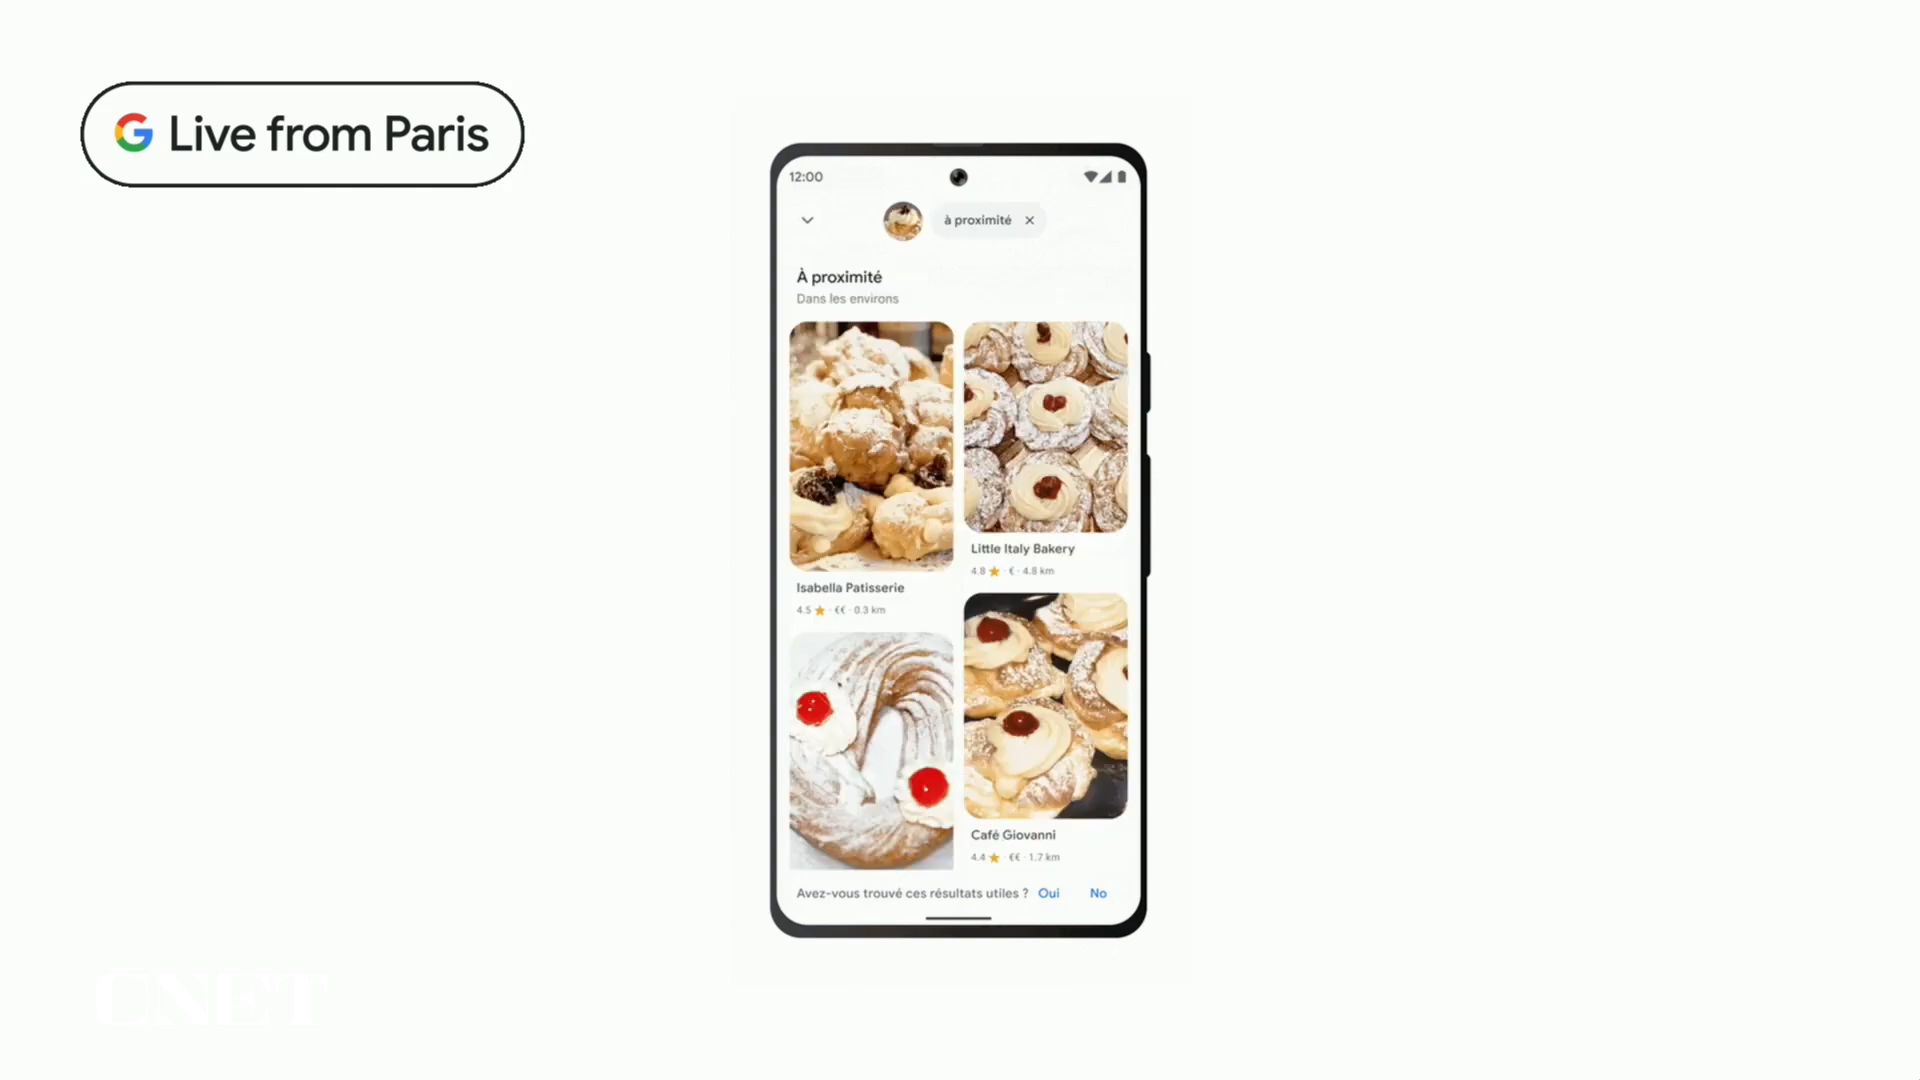 Live from Paris
12:00
à proximité
À proximité
Dans les environs
Isabella Patisserie
4.5 ★ · €€ · 0.3 km
Little Italy Bakery
4.8 ★ · € · 4.8 km
Café Giovanni
4.4 ★ · €€ · 1.7 km
Avez-vous trouvé ces résultats utiles ? Oui No
CNET